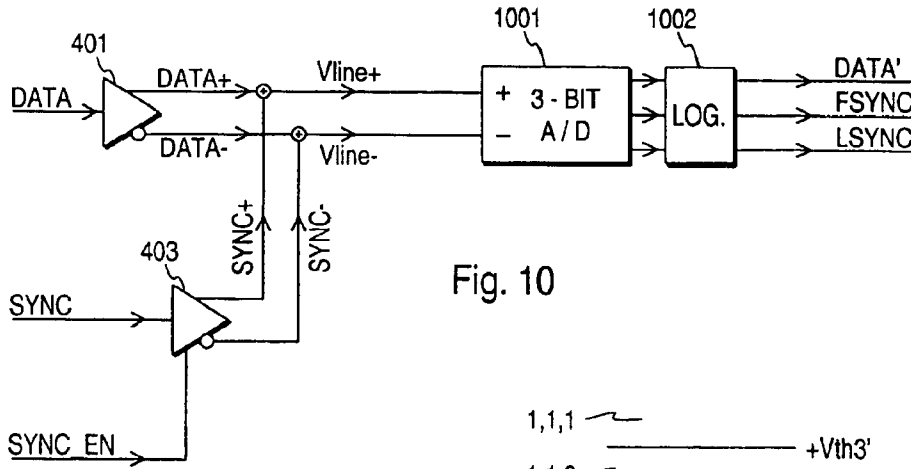 1001
1002
401
DATA
DATA+
DATA-
Vline+
Vline-
+
3 - BIT
−
A / D
LOG.
DATA'
FSYNC
LSYNC
SYNC+
SYNC-
403
SYNC
SYNC_EN
Fig. 10
1,1,1
+Vth3'